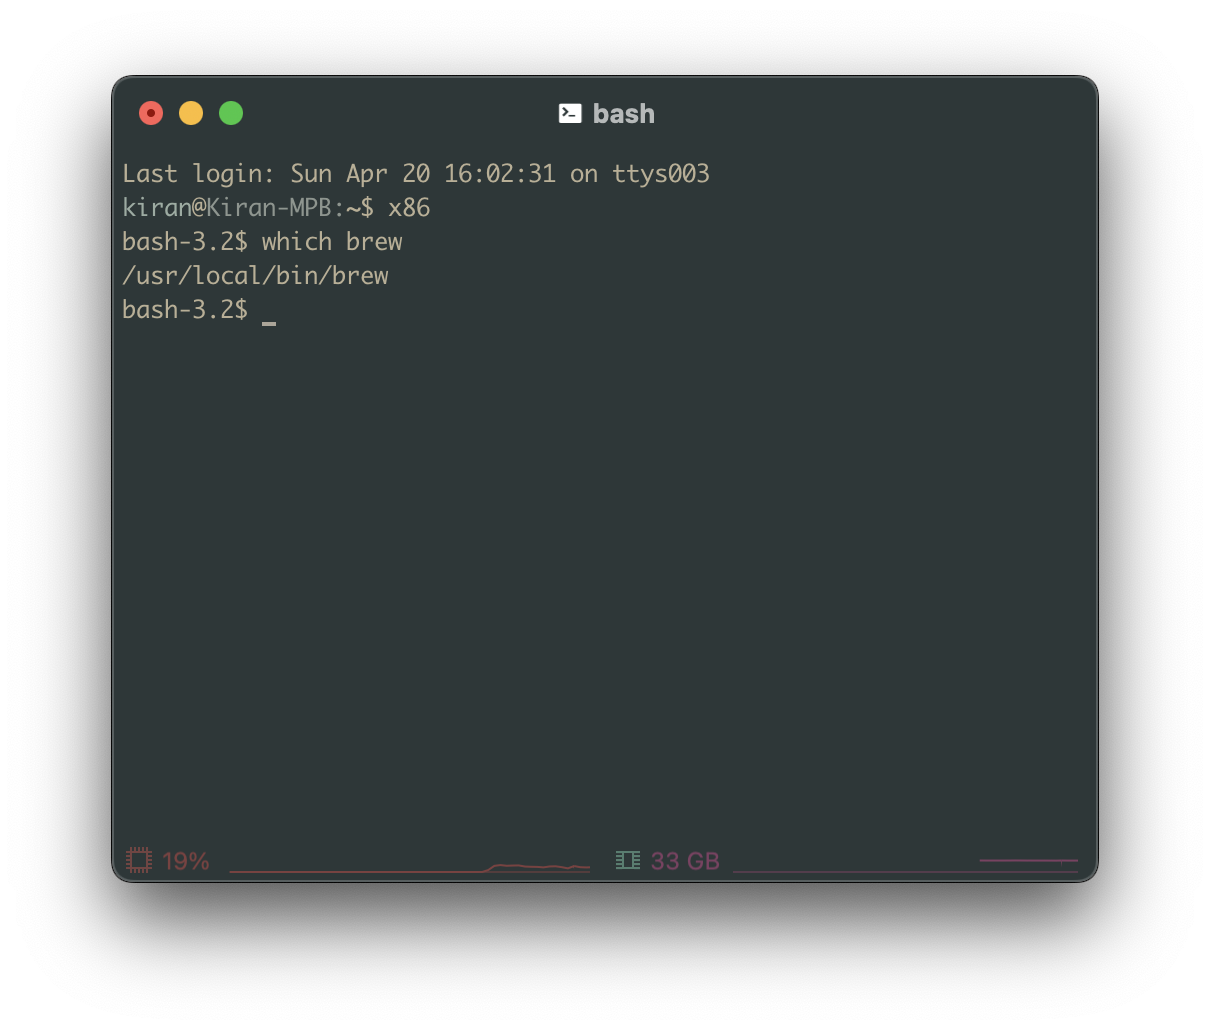 bash
Last login: Sun Apr 20 16:02:31 on ttys003
kiran@Kiran-MPB:~$ x86
bash-3.2$ which brew
/usr/local/bin/brew
bash-3.2$ _
19% 33 GB